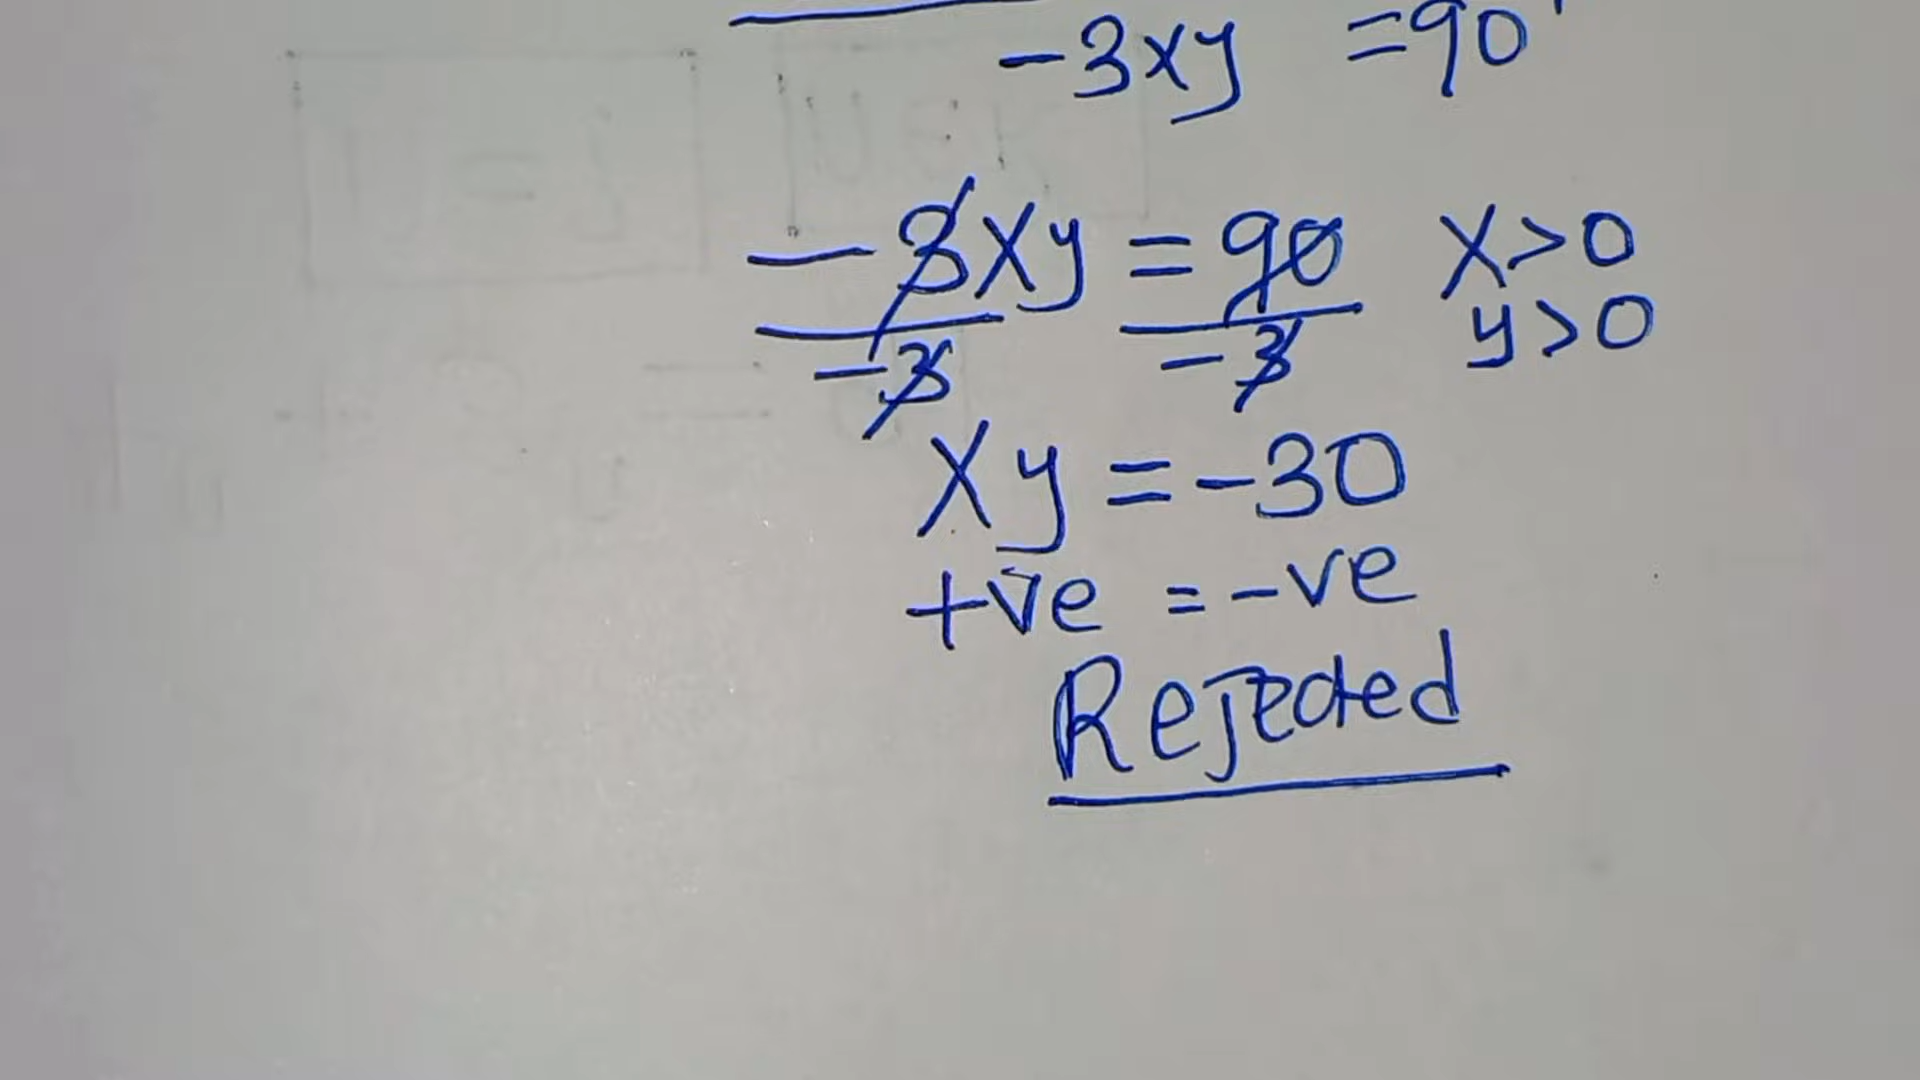 -3xy =90
-3xy = 90 x>0
-3 -3 y>0
xy = -30
+ve = -ve
Rejected